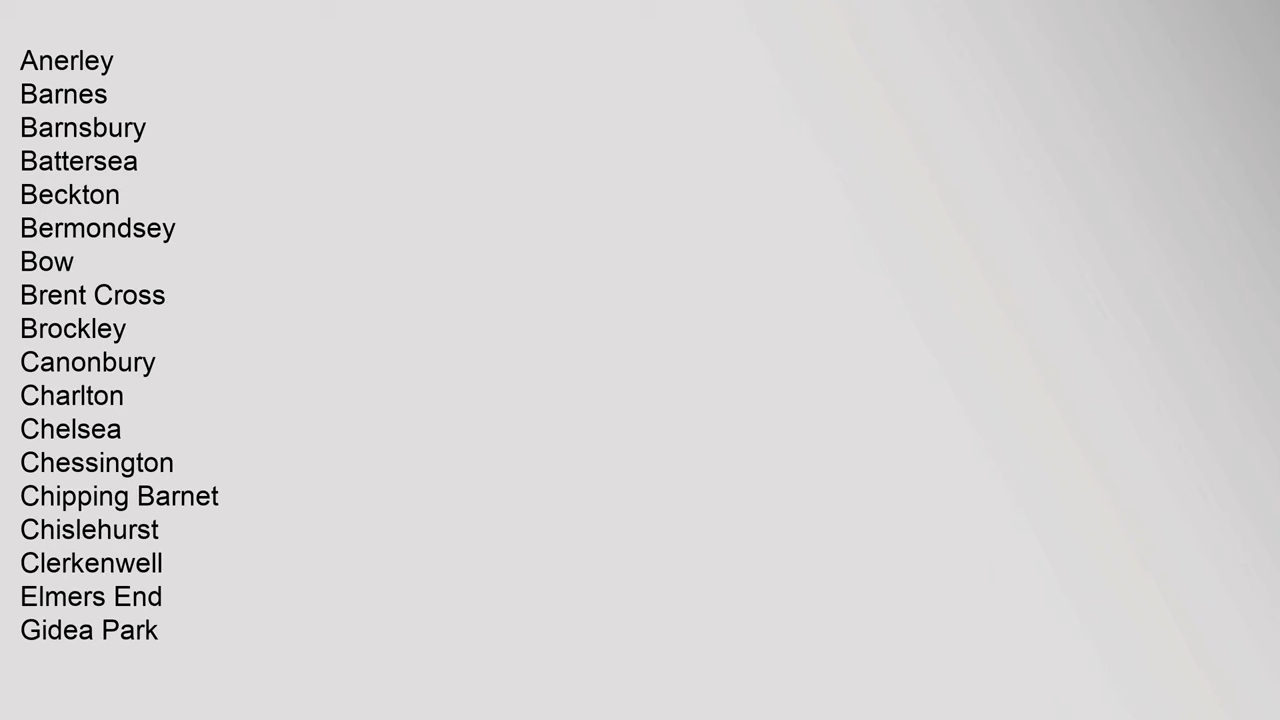 Anerley
Barnes
Barnsbury
Battersea
Beckton
Bermondsey
Bow
Brent Cross
Brockley
Canonbury
Charlton
Chelsea
Chessington
Chipping Barnet
Chislehurst
Clerkenwell
Elmers End
Gidea Park